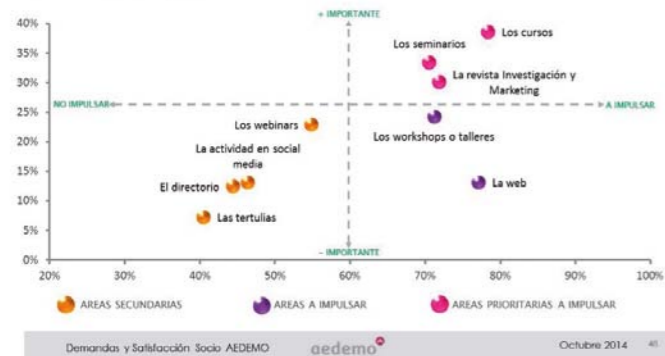 40%
35%
30%
25%
20%
15%
10%
5%
0%
+ IMPORTANTE
Los cursos
Los seminarios
La revista Investigación y
Marketing
NO IMPULSAR
A IMPULSAR
Los webinars
Los workshops o talleres
La actividad en social
media
El directorio
La web
Las tertulias
– IMPORTANTE
20% 30% 40% 50% 60% 70% 80% 90% 100%
AREAS SECUNDARIAS AREAS A IMPULSAR AREAS PRIORITARIAS A IMPULSAR
Demandas y Satisfacción Socio AEDEMO aedemo Octubre 2014